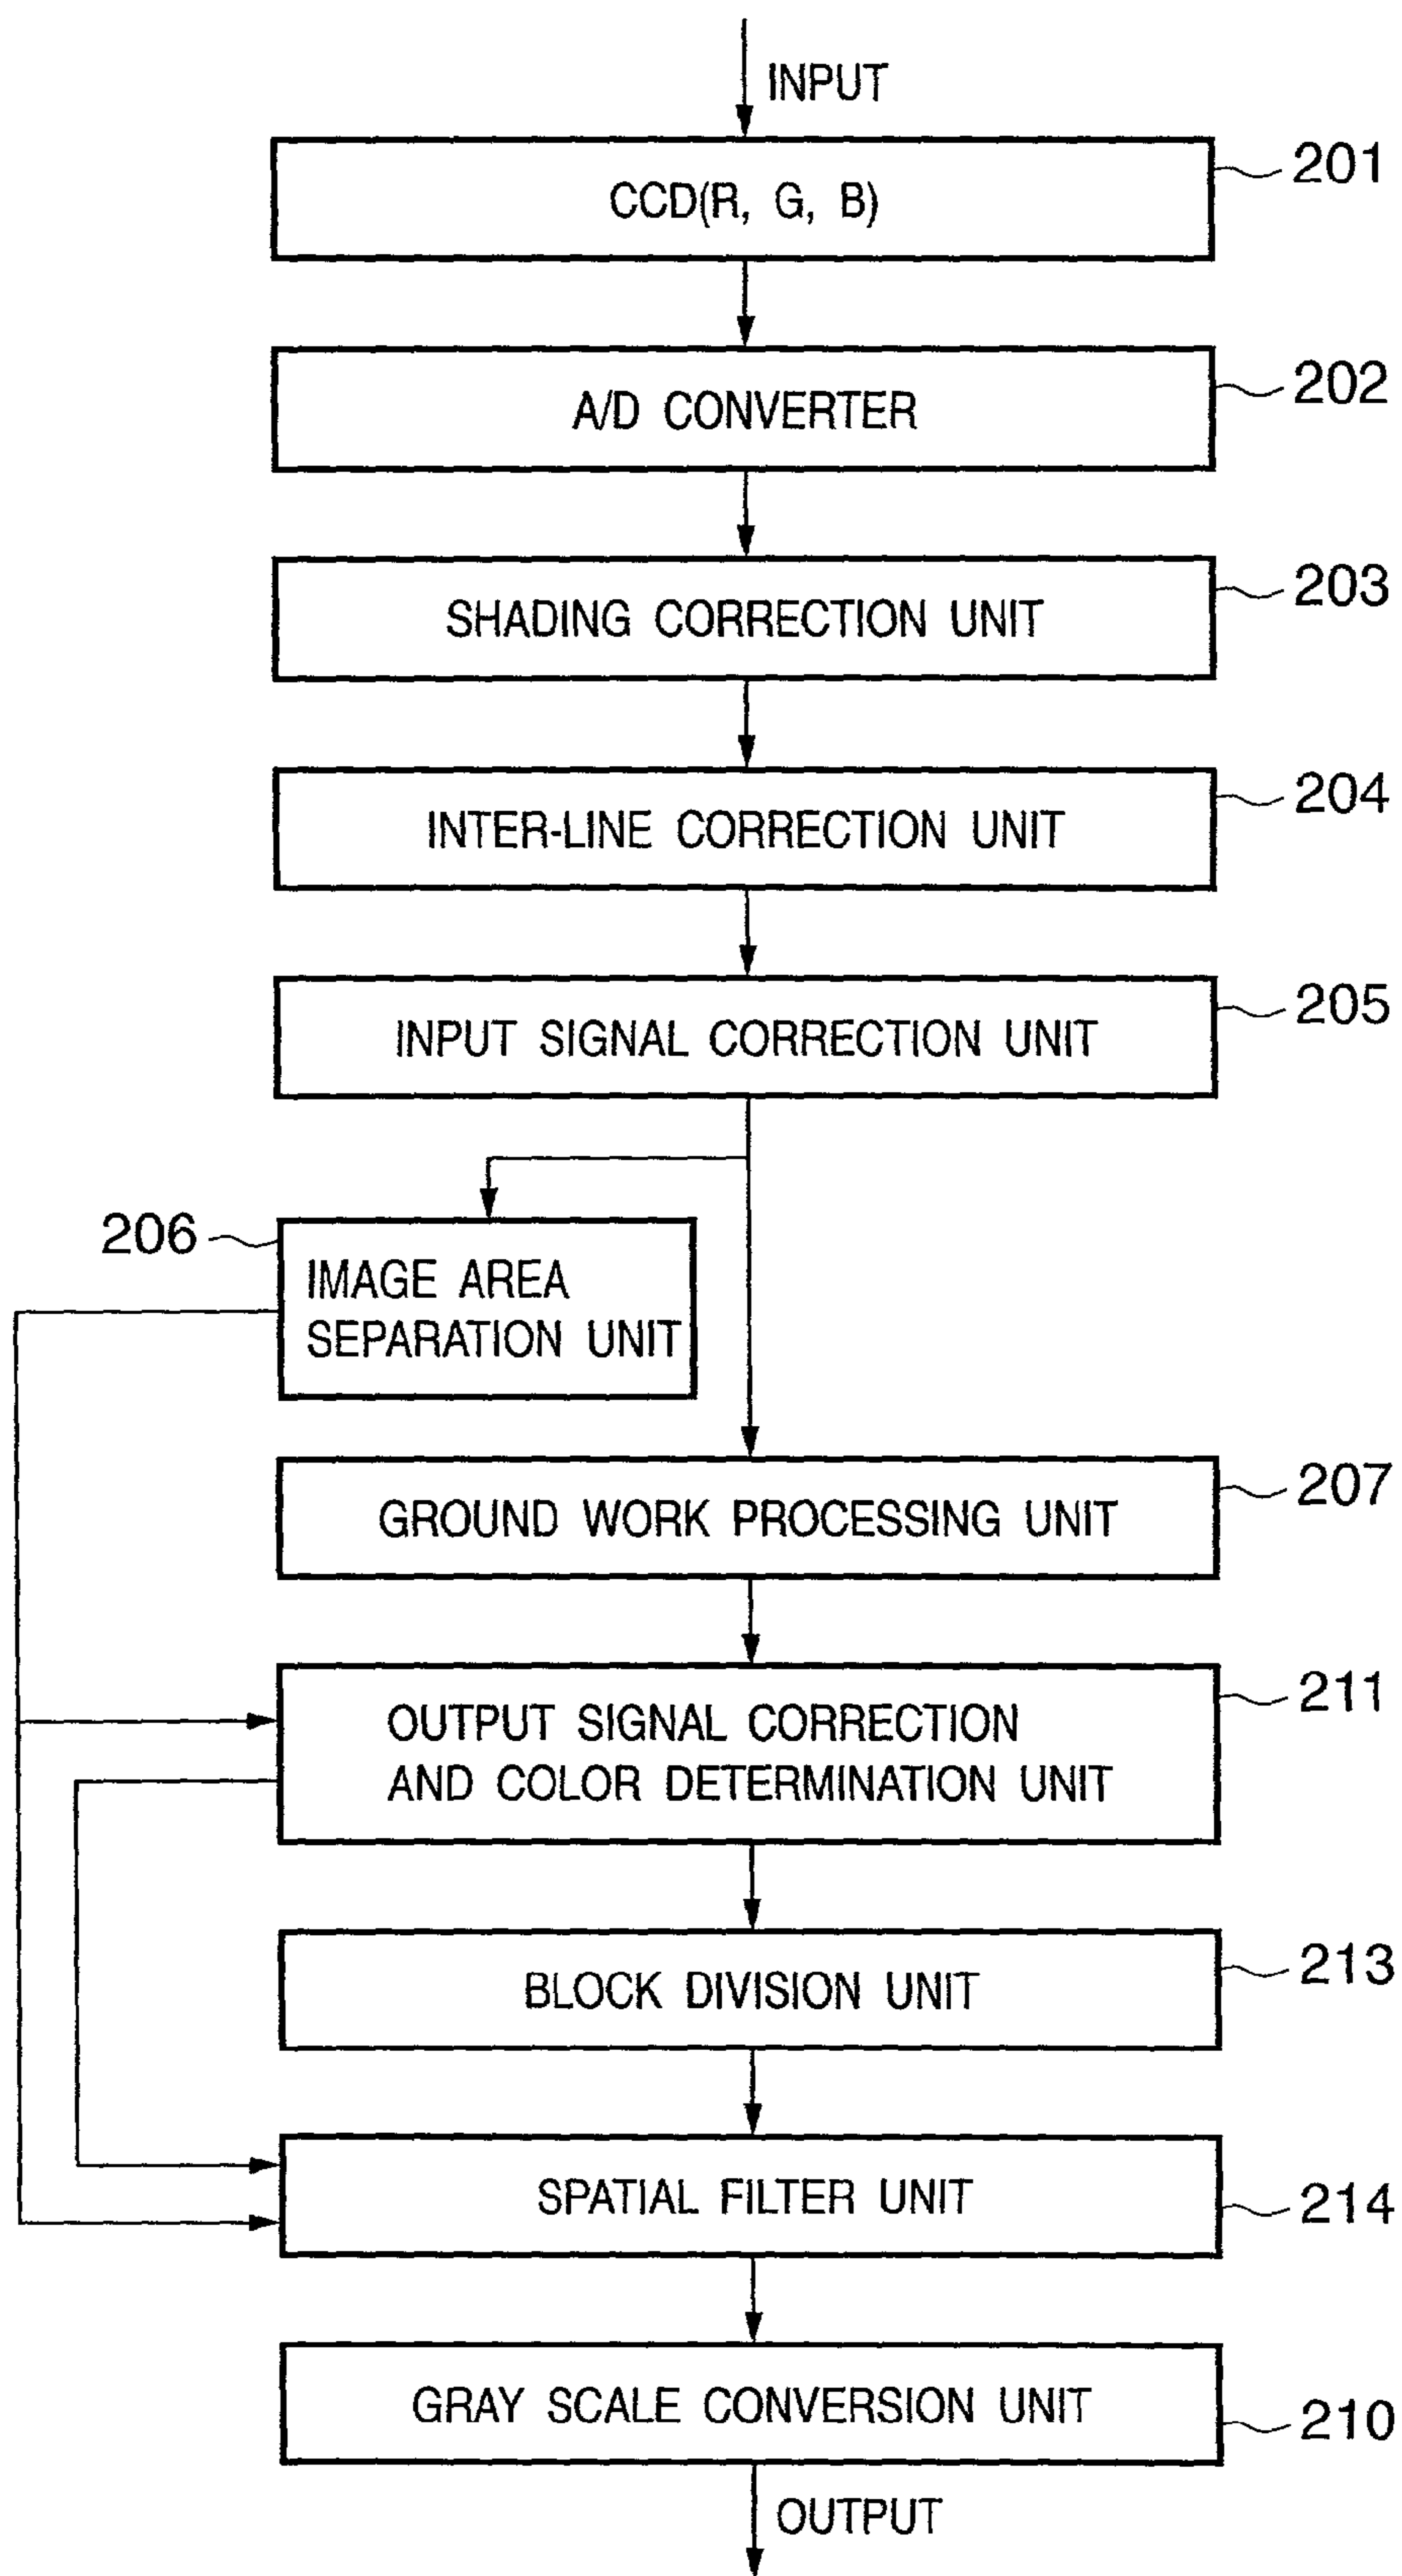 INPUT
CCD(R, G, B)
201
A/D CONVERTER
202
SHADING CORRECTION UNIT
203
INTER-LINE CORRECTION UNIT
204
INPUT SIGNAL CORRECTION UNIT
205
206
IMAGE AREA
SEPARATION UNIT
GROUND WORK PROCESSING UNIT
207
OUTPUT SIGNAL CORRECTION
AND COLOR DETERMINATION UNIT
211
BLOCK DIVISION UNIT
213
SPATIAL FILTER UNIT
214
GRAY SCALE CONVERSION UNIT
210
OUTPUT